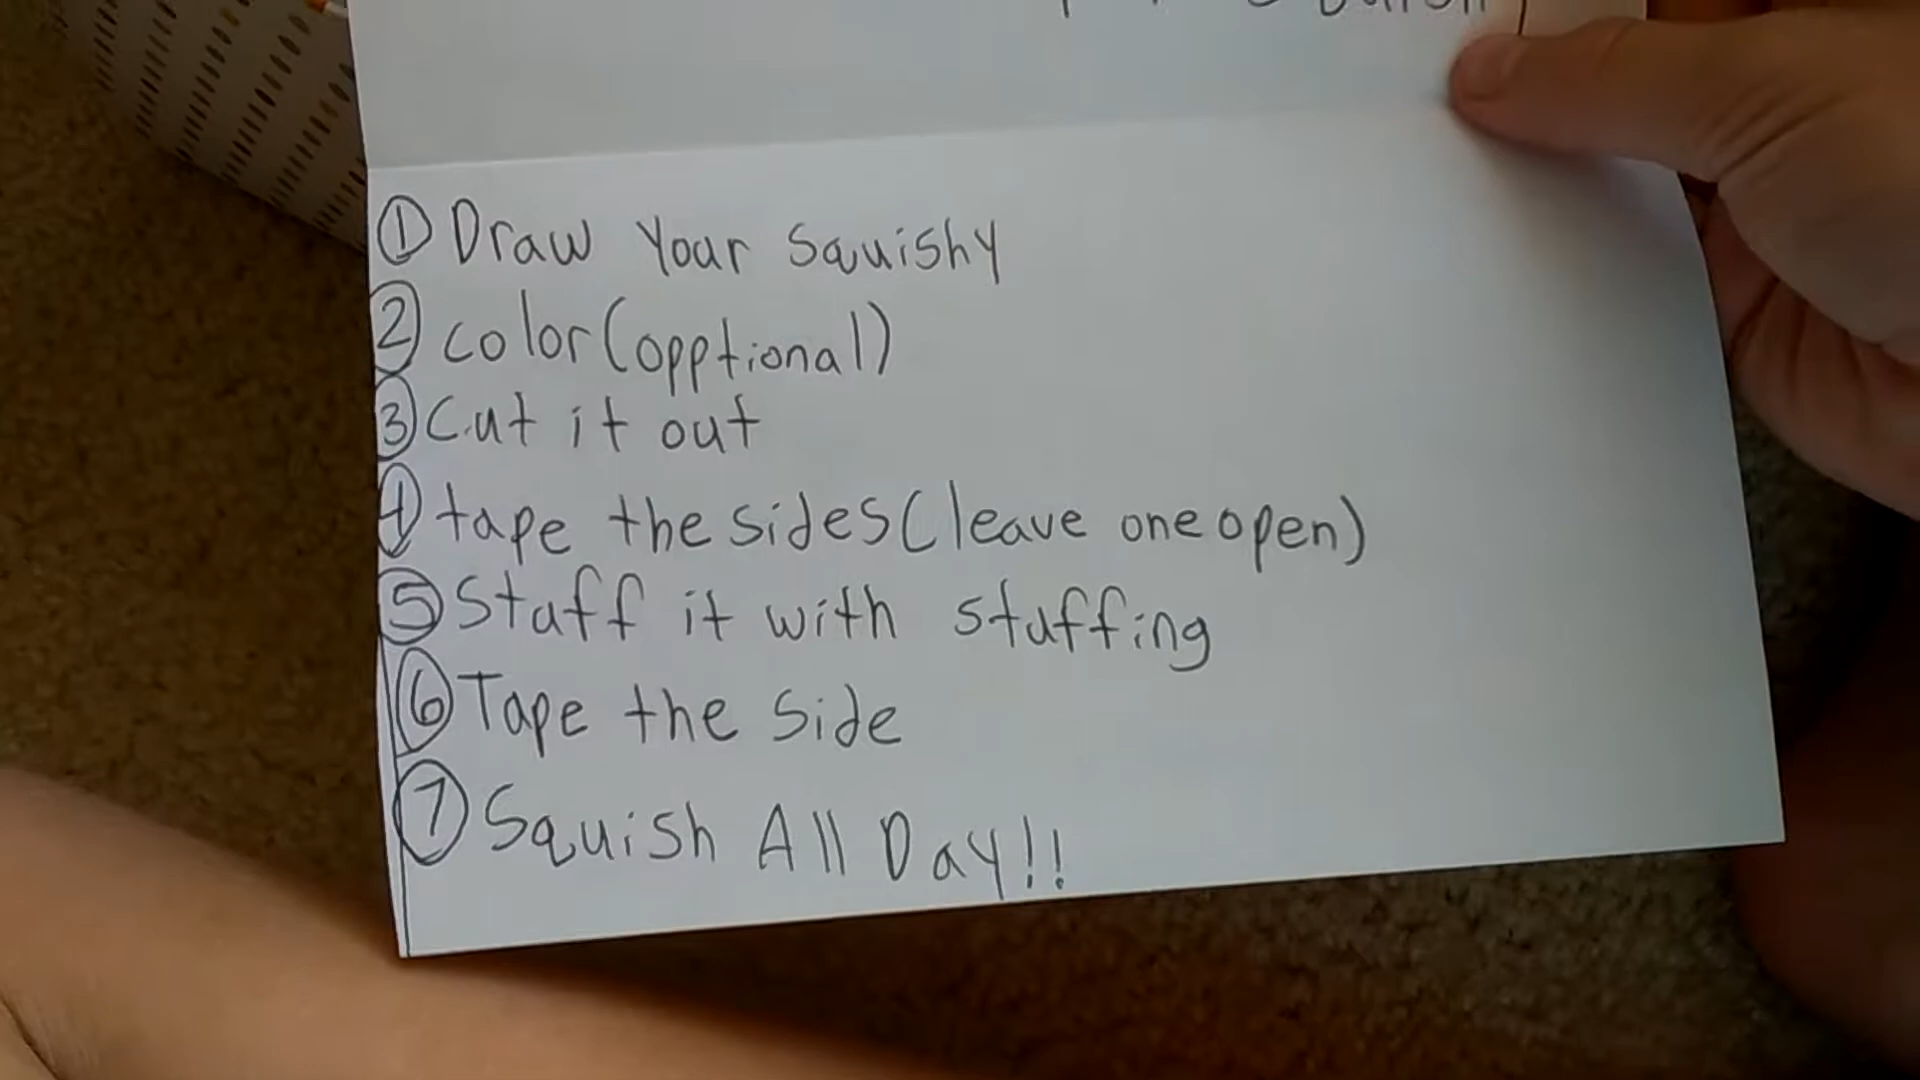 ① Draw Your Squishy
② color (opptional)
③ Cut it out
④ tape the sides (leave one open)
⑤ Stuff it with stuffing
⑥ Tape the Side
⑦ Squish All Day!!